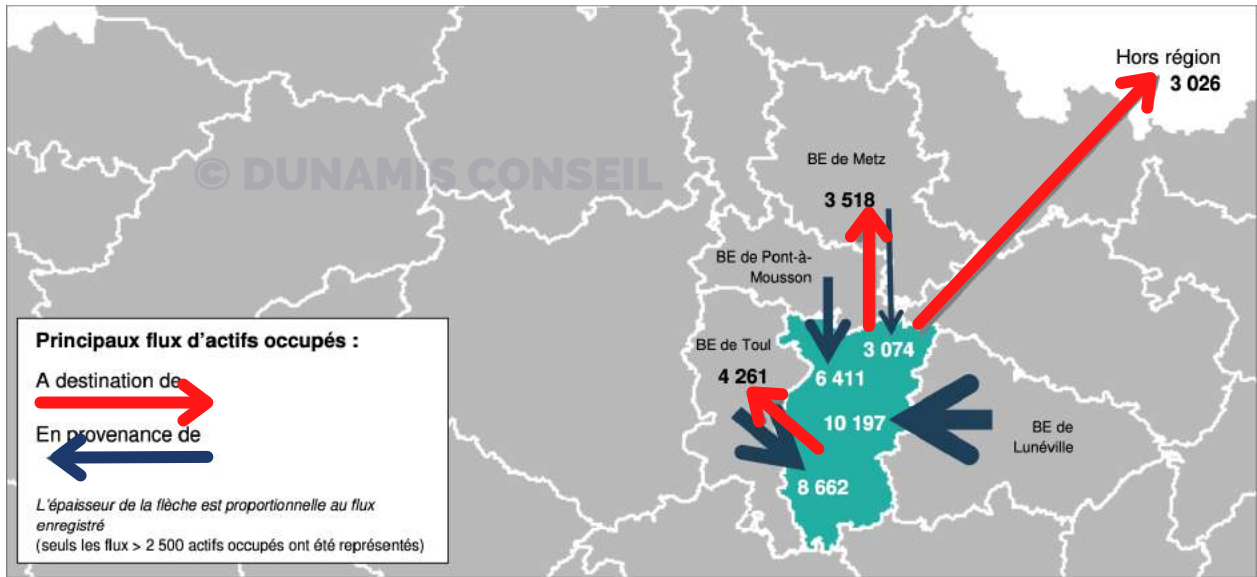 Hors région
3 026
© DUNAMIS CONSEIL
BE de Metz
3 518
BE de Pont-à-
Mousson
3 074
6 411
BE de Toul
4 261
10 197
BE de
Lunéville
8 662
Principaux flux d'actifs occupés :
A destination de
En provenance de
L'épaisseur de la flèche est proportionnelle au flux
enregistré
(seuls les flux > 2 500 actifs occupés ont été représentés)